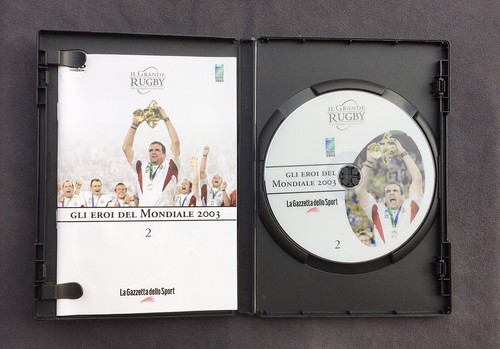 Il Grande
Rugby
Gli eroi del Mondiale 2003
2
La Gazzetta dello Sport
Il Grande
Rugby
Gli eroi del
Mondiale 2003
La Gazzetta dello Sport
2